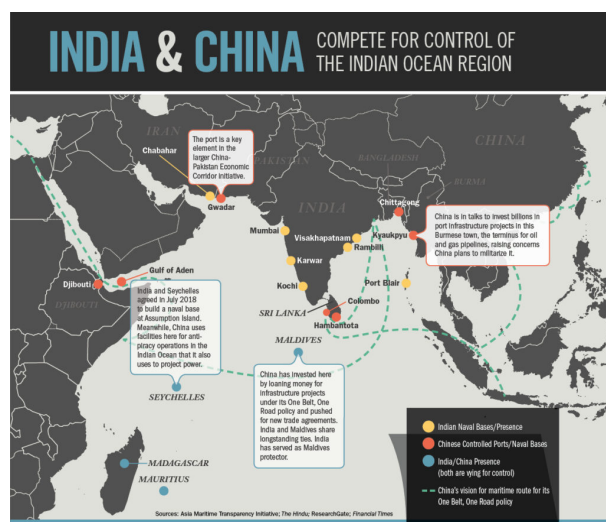 INDIA & CHINA
COMPETE FOR CONTROL OF
THE INDIAN OCEAN REGION
IRAN
CHINA
PAKISTAN
BANGLADESH
BURMA
INDIA
The port is a key
element in the
larger China-
Pakistan Economic
Corridor initiative.
Chabahar
Gwadar
Chittagong
Mumbai
Visakhapatnam
Kyaukpyu
Rambilli
China is in talks to invest billions in
port infrastructure projects in this
Burmese town, the terminus for oil
and gas pipelines, raising concerns
China plans to militarize it.
Karwar
Gulf of Aden
Djibouti
Kochi
Port Blair
DJIBOUTI
India and Seychelles
agreed in July 2018
to build a naval base
at Assumption Island.
Meanwhile, China uses
facilities here for anti-
piracy operations in the
Indian Ocean that it also
uses to project power.
SRI LANKA
Colombo
Hambantota
MALDIVES
China has invested here
by loaning money for
infrastructure projects
under its One Belt, One
Road policy and pushed
for new trade agreements.
India and Maldives share
longstanding ties. India
has served as Maldives
protector.
SEYCHELLES
MADAGASCAR
MAURITIUS
Indian Naval Bases/Presence
Chinese Controlled Ports/Naval Bases
India/China Presence
(both are wing for control)
China's vision for maritime route for its
One Belt, One Road policy
Sources: Asia Maritime Transparency Initiative; The Hindu; ResearchGate; Financial Times